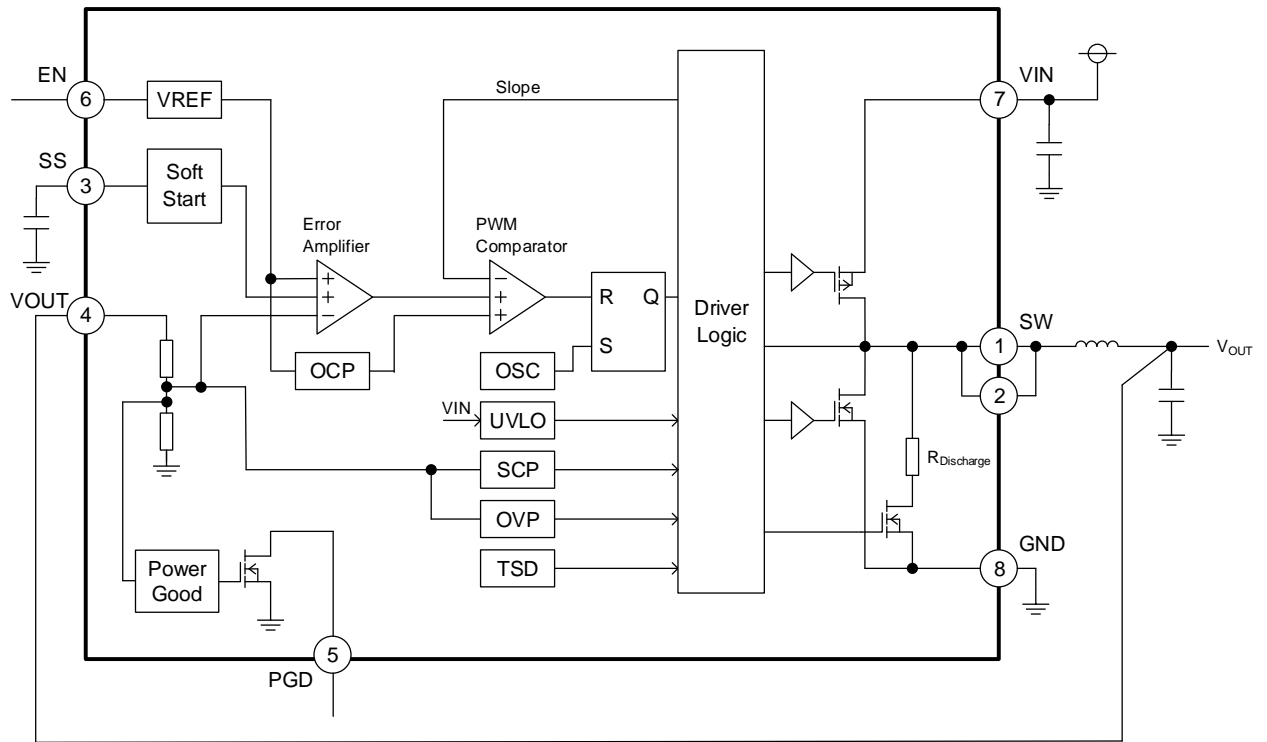 EN
6
VREF
Slope
7
VIN
SS
3
Soft
Start
Error
Amplifier
PWM
Comparator
+
+
−
−
+
+
R
Q
S
VOUT
4
OCP
OSC
Driver
Logic
SW
1
2
VOUT
VIN
UVLO
SCP
OVP
TSD
RDischarge
GND
8
Power
Good
5
PGD